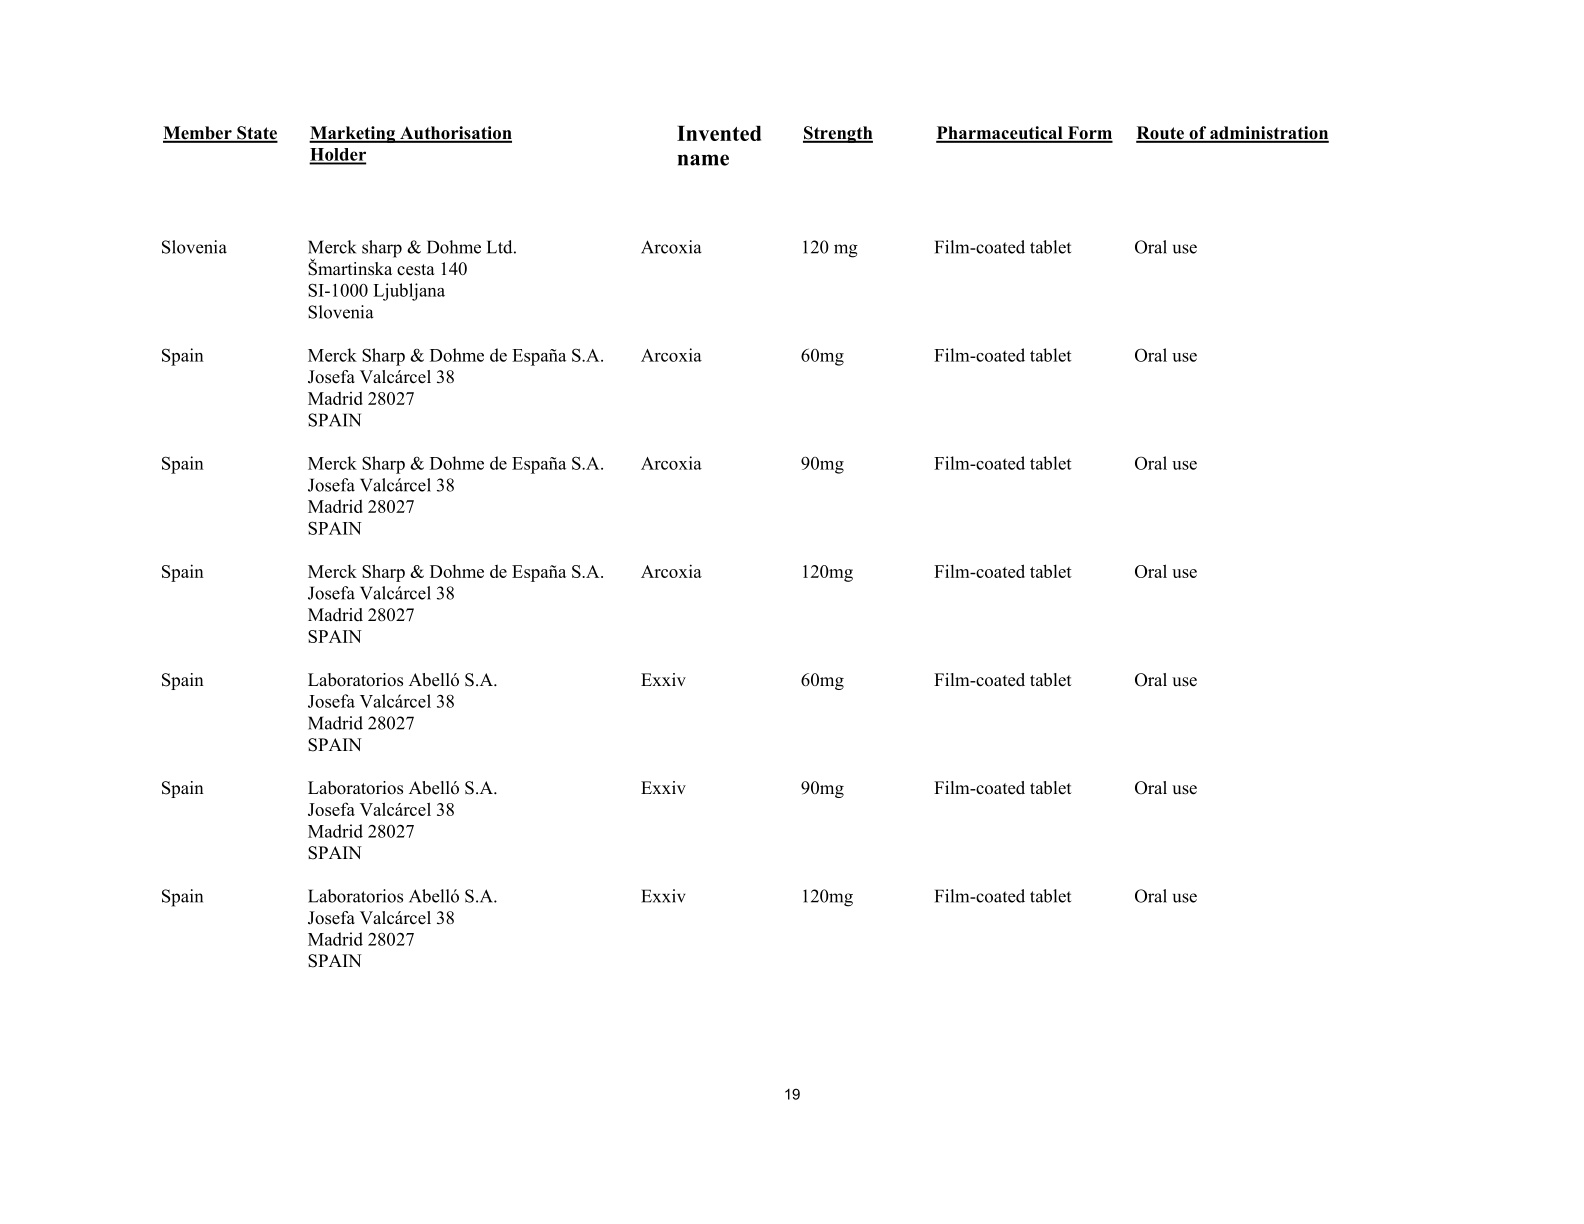 Member State Marketing Authorisation Holder Invented name Strength Pharmaceutical Form Route of administration
Slovenia Merck sharp & Dohme Ltd. Arcoxia 120 mg Film-coated tablet Oral use
Šmartinska cesta 140
SI-1000 Ljubljana
Slovenia
Spain Merck Sharp & Dohme de España S.A. Arcoxia 60mg Film-coated tablet Oral use
Josefa Valcárcel 38
Madrid 28027
SPAIN
Spain Merck Sharp & Dohme de España S.A. Arcoxia 90mg Film-coated tablet Oral use
Josefa Valcárcel 38
Madrid 28027
SPAIN
Spain Merck Sharp & Dohme de España S.A. Arcoxia 120mg Film-coated tablet Oral use
Josefa Valcárcel 38
Madrid 28027
SPAIN
Spain Laboratorios Abelló S.A. Exxiv 60mg Film-coated tablet Oral use
Josefa Valcárcel 38
Madrid 28027
SPAIN
Spain Laboratorios Abelló S.A. Exxiv 90mg Film-coated tablet Oral use
Josefa Valcárcel 38
Madrid 28027
SPAIN
Spain Laboratorios Abelló S.A. Exxiv 120mg Film-coated tablet Oral use
Josefa Valcárcel 38
Madrid 28027
SPAIN
19